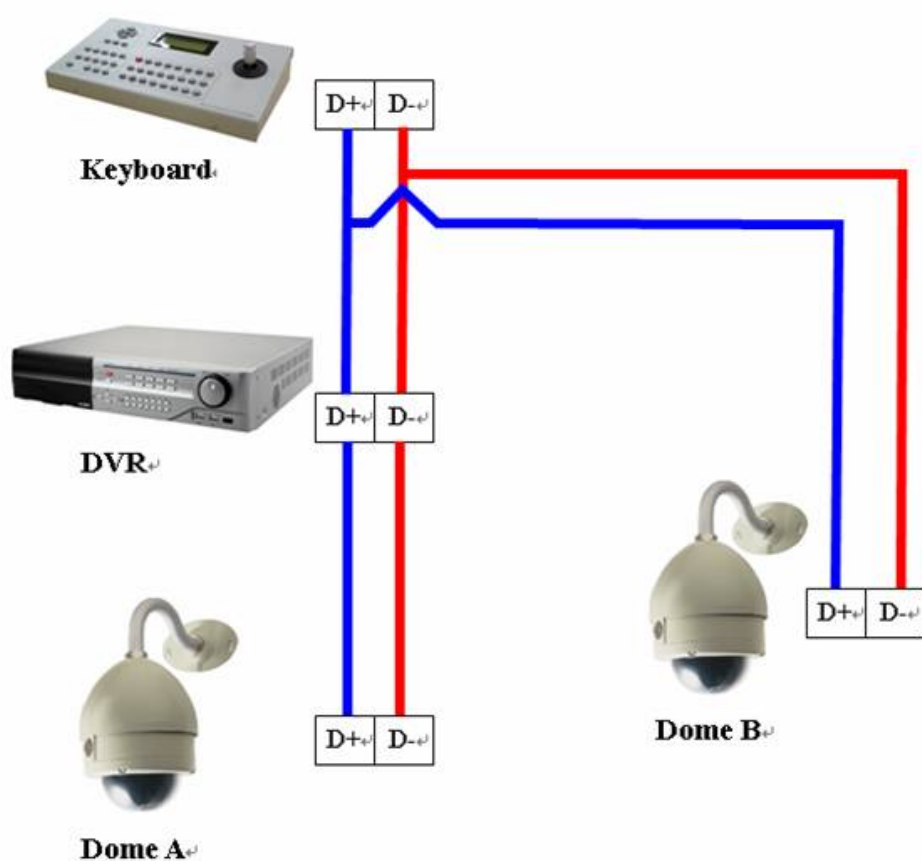 D+ D-
Keyboard
D+ D-
DVR
D+ D-
Dome B
D+ D-
Dome A